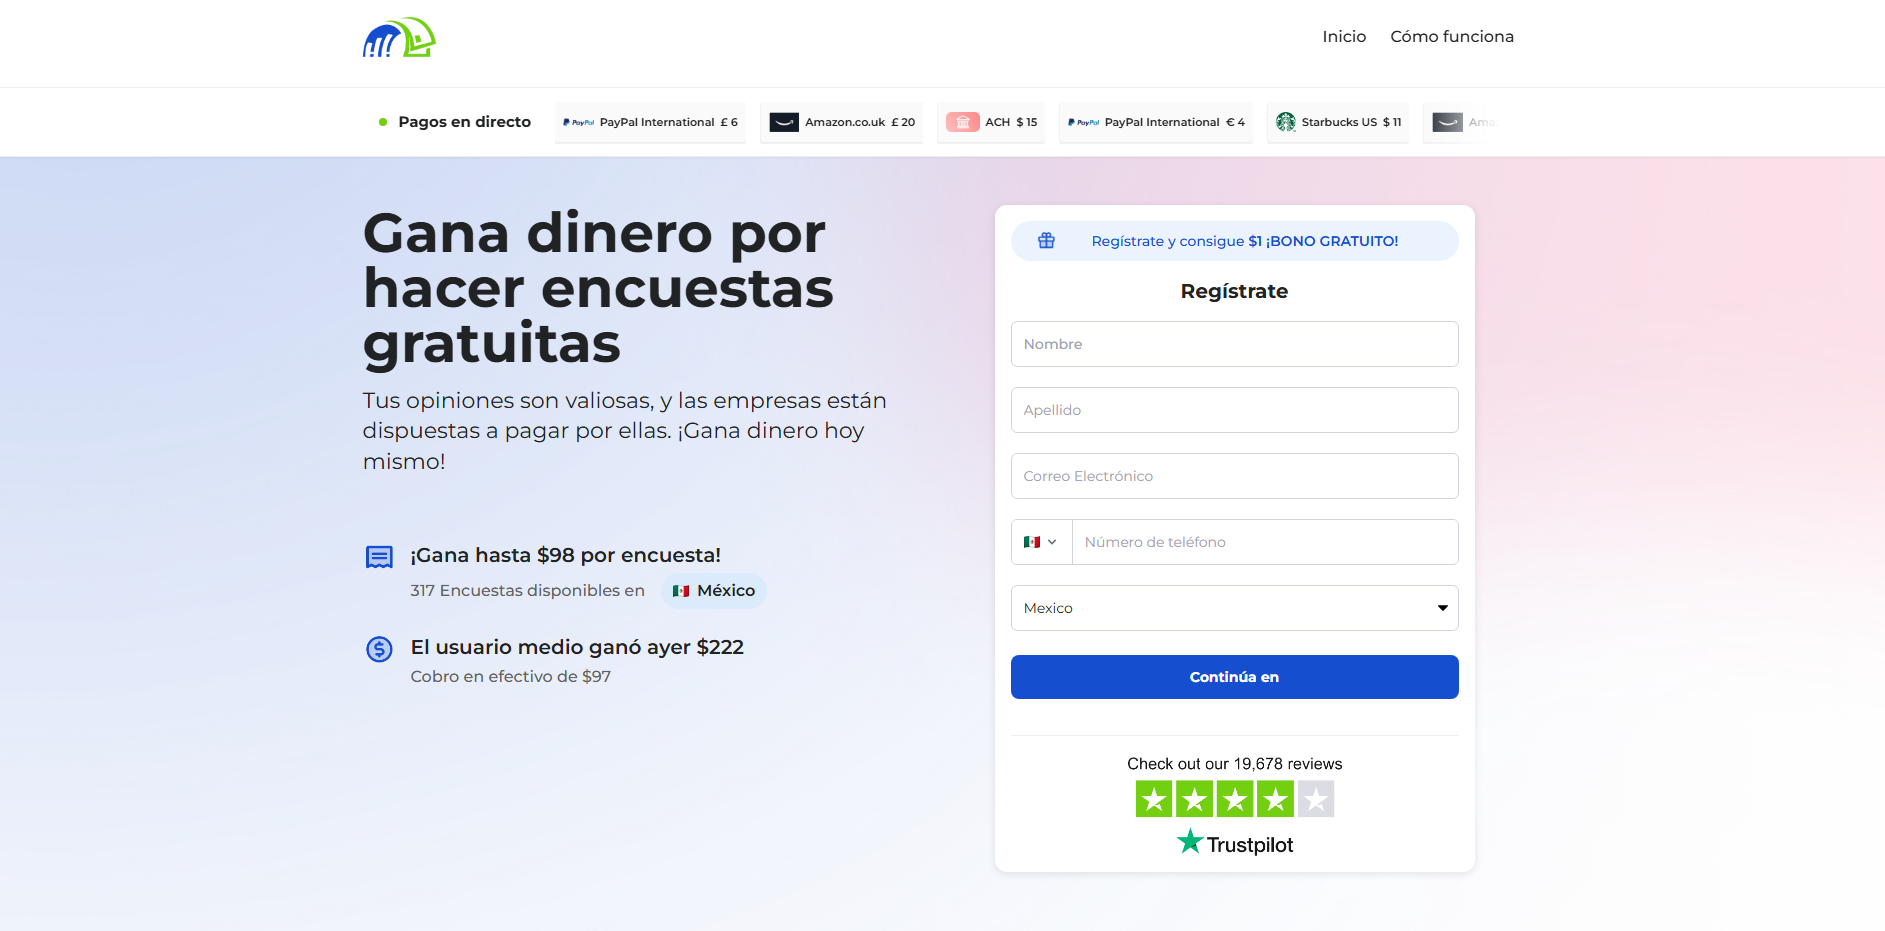 Inicio
Cómo funciona
Pagos en directo
PayPal PayPal International £ 6
Amazon.co.uk £ 20
ACH $ 15
PayPal PayPal International € 4
Starbucks US $ 11
Gana dinero por
hacer encuestas
gratuitas
Tus opiniones son valiosas, y las empresas están
dispuestas a pagar por ellas. ¡Gana dinero hoy
mismo!
¡Gana hasta $98 por encuesta!
317 Encuestas disponibles en México
El usuario medio ganó ayer $222
Cobro en efectivo de $97
Regístrate y consigue $1 ¡BONO GRATUITO!
Regístrate
Nombre
Apellido
Correo Electrónico
Número de teléfono
Mexico
Continúa en
Check out our 19,678 reviews
Trustpilot